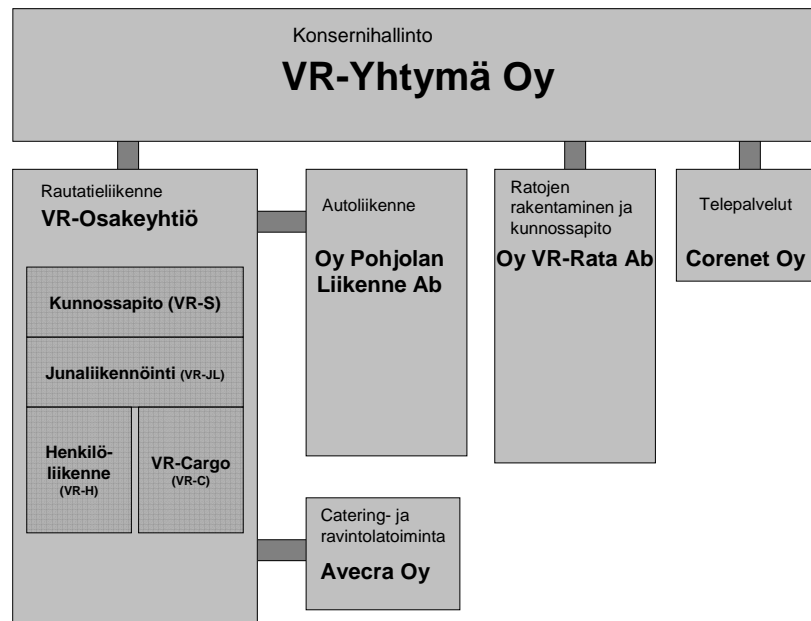 Konsernihallinto
VR-Yhtymä Oy
Rautatieliikenne
VR-Osakeyhtiö
Kunnossapito (VR-S)
Junaliikennöinti (VR-JL)
Henkilö-
liikenne
(VR-H)
VR-Cargo
(VR-C)
Autoliikenne
Oy Pohjolan
Liikenne Ab
Ratojen
rakentaminen ja
kunnossapito
Oy VR-Rata Ab
Telepalvelut
Corenet Oy
Catering- ja
ravintolatoiminta
Avecra Oy